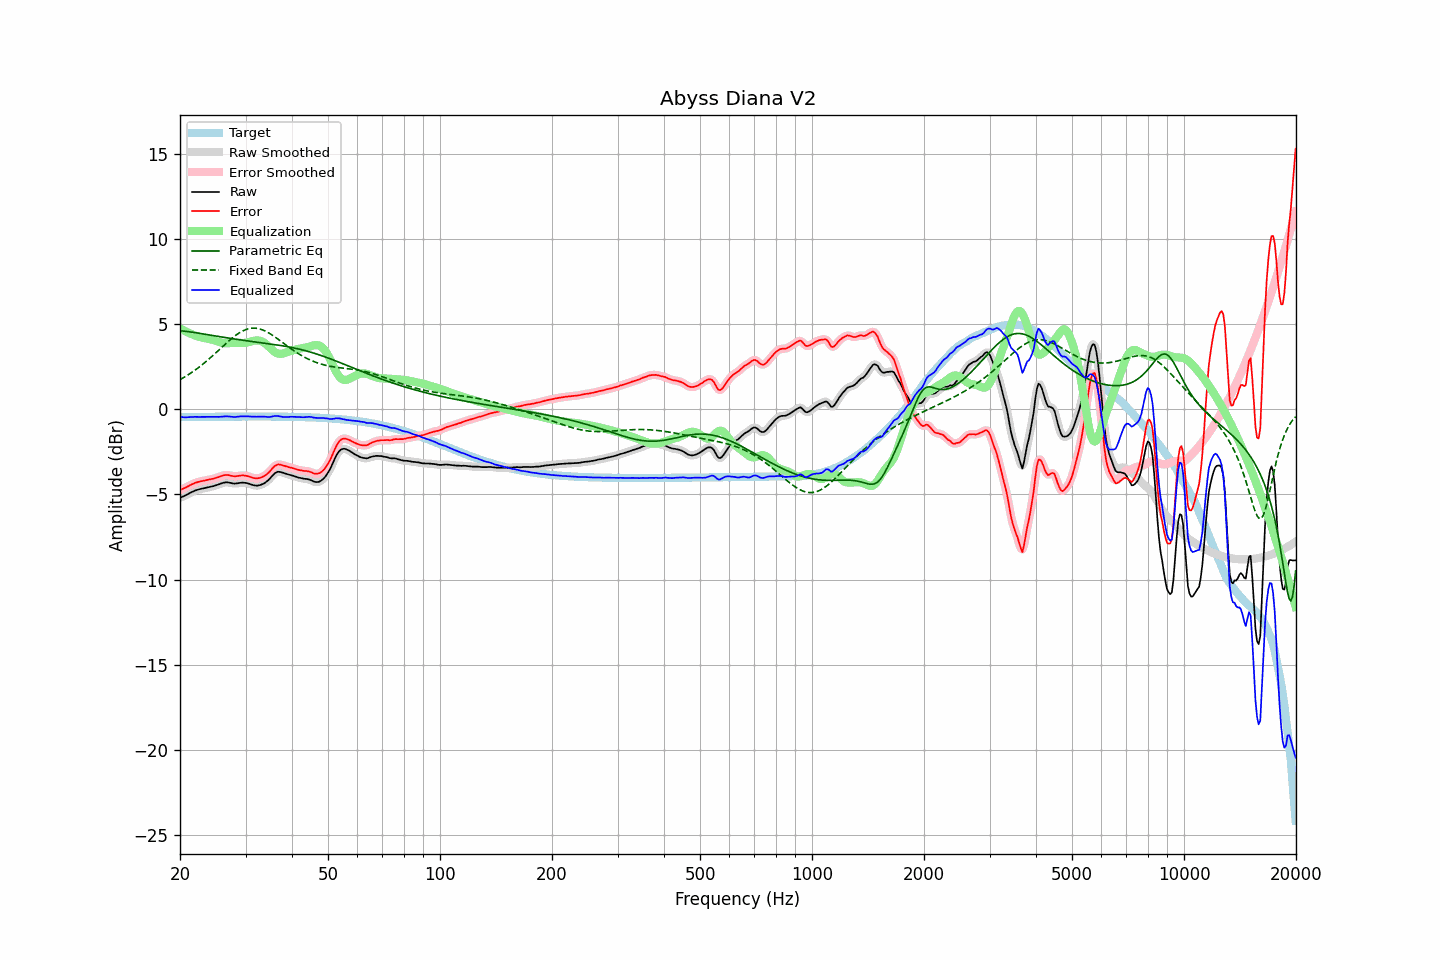 Abyss Diana V2
Target
Raw Smoothed
Error Smoothed
Raw
Error
Equalization
Parametric Eq
Fixed Band Eq
Equalized
15
10
5
0
−5
−10
−15
−20
−25
Amplitude (dBr)
20
50
100
200
500
1000
2000
5000
10000
20000
Frequency (Hz)